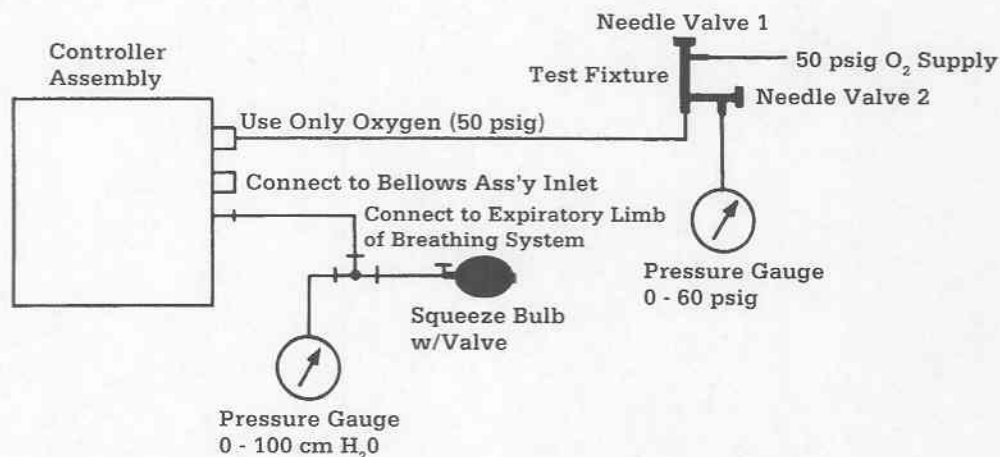 Needle Valve 1
Controller
Assembly
50 psig O₂ Supply
Test Fixture
Needle Valve 2
Use Only Oxygen (50 psig)
Connect to Bellows Ass'y Inlet
Connect to Expiratory Limb
of Breathing System
Pressure Gauge
0 - 60 psig
Squeeze Bulb
w/Valve
Pressure Gauge
0 - 100 cm H₂0